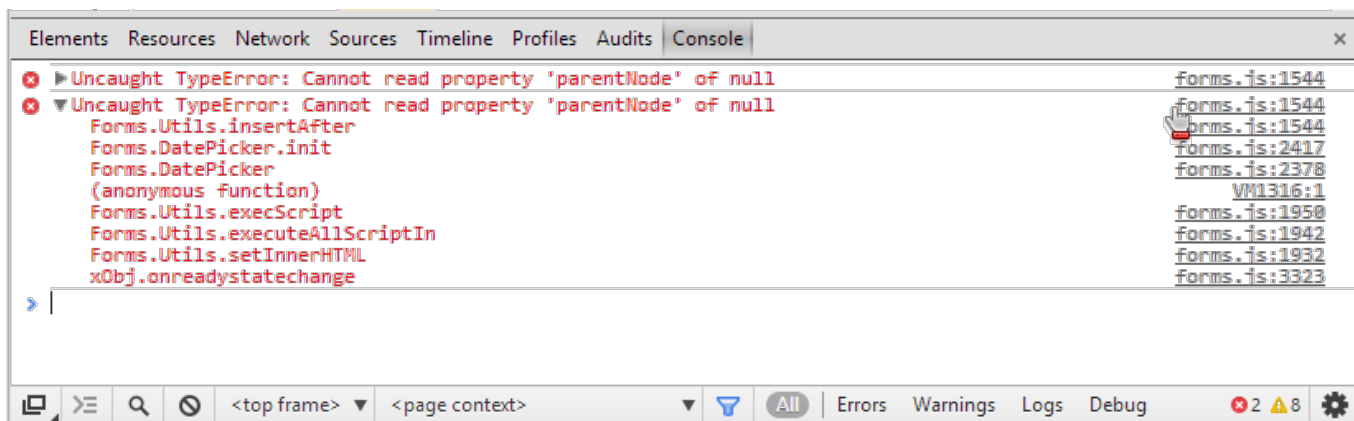 Elements Resources Network Sources Timeline Profiles Audits Console ×
▶Uncaught TypeError: Cannot read property 'parentNode' of null forms.js:1544
▼Uncaught TypeError: Cannot read property 'parentNode' of null forms.js:1544
Forms.Utils.insertAfter forms.js:1544
Forms.DatePicker.init forms.js:2417
Forms.DatePicker forms.js:2378
(anonymous function) VM1316:1
Forms.Utils.execScript forms.js:1950
Forms.Utils.executeAllScriptIn forms.js:1942
Forms.Utils.setInnerHTML forms.js:1932
xObj.onreadystatechange forms.js:3323
<top frame> ▼ <page context> ▼ All Errors Warnings Logs Debug 2 8